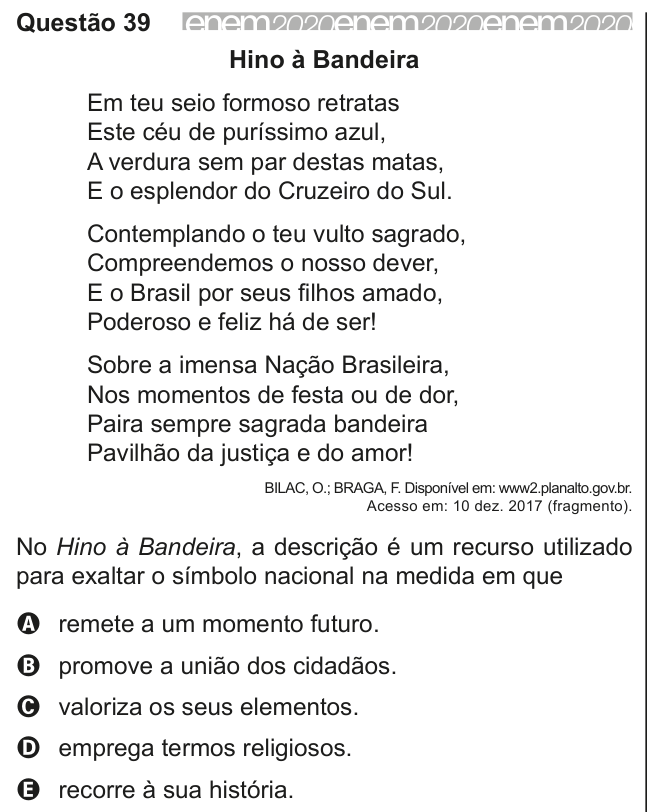 Questão 39 enem2020enem2020enem2020
Hino à Bandeira
Em teu seio formoso retratas
Este céu de puríssimo azul,
A verdura sem par destas matas,
E o esplendor do Cruzeiro do Sul.
Contemplando o teu vulto sagrado,
Compreendemos o nosso dever,
E o Brasil por seus filhos amado,
Poderoso e feliz há de ser!
Sobre a imensa Nação Brasileira,
Nos momentos de festa ou de dor,
Paira sempre sagrada bandeira
Pavilhão da justiça e do amor!
BILAC, O.; BRAGA, F. Disponível em: www2.planalto.gov.br.
Acesso em: 10 dez. 2017 (fragmento).
No Hino à Bandeira, a descrição é um recurso utilizado
para exaltar o símbolo nacional na medida em que
A remete a um momento futuro.
B promove a união dos cidadãos.
C valoriza os seus elementos.
D emprega termos religiosos.
E recorre à sua história.